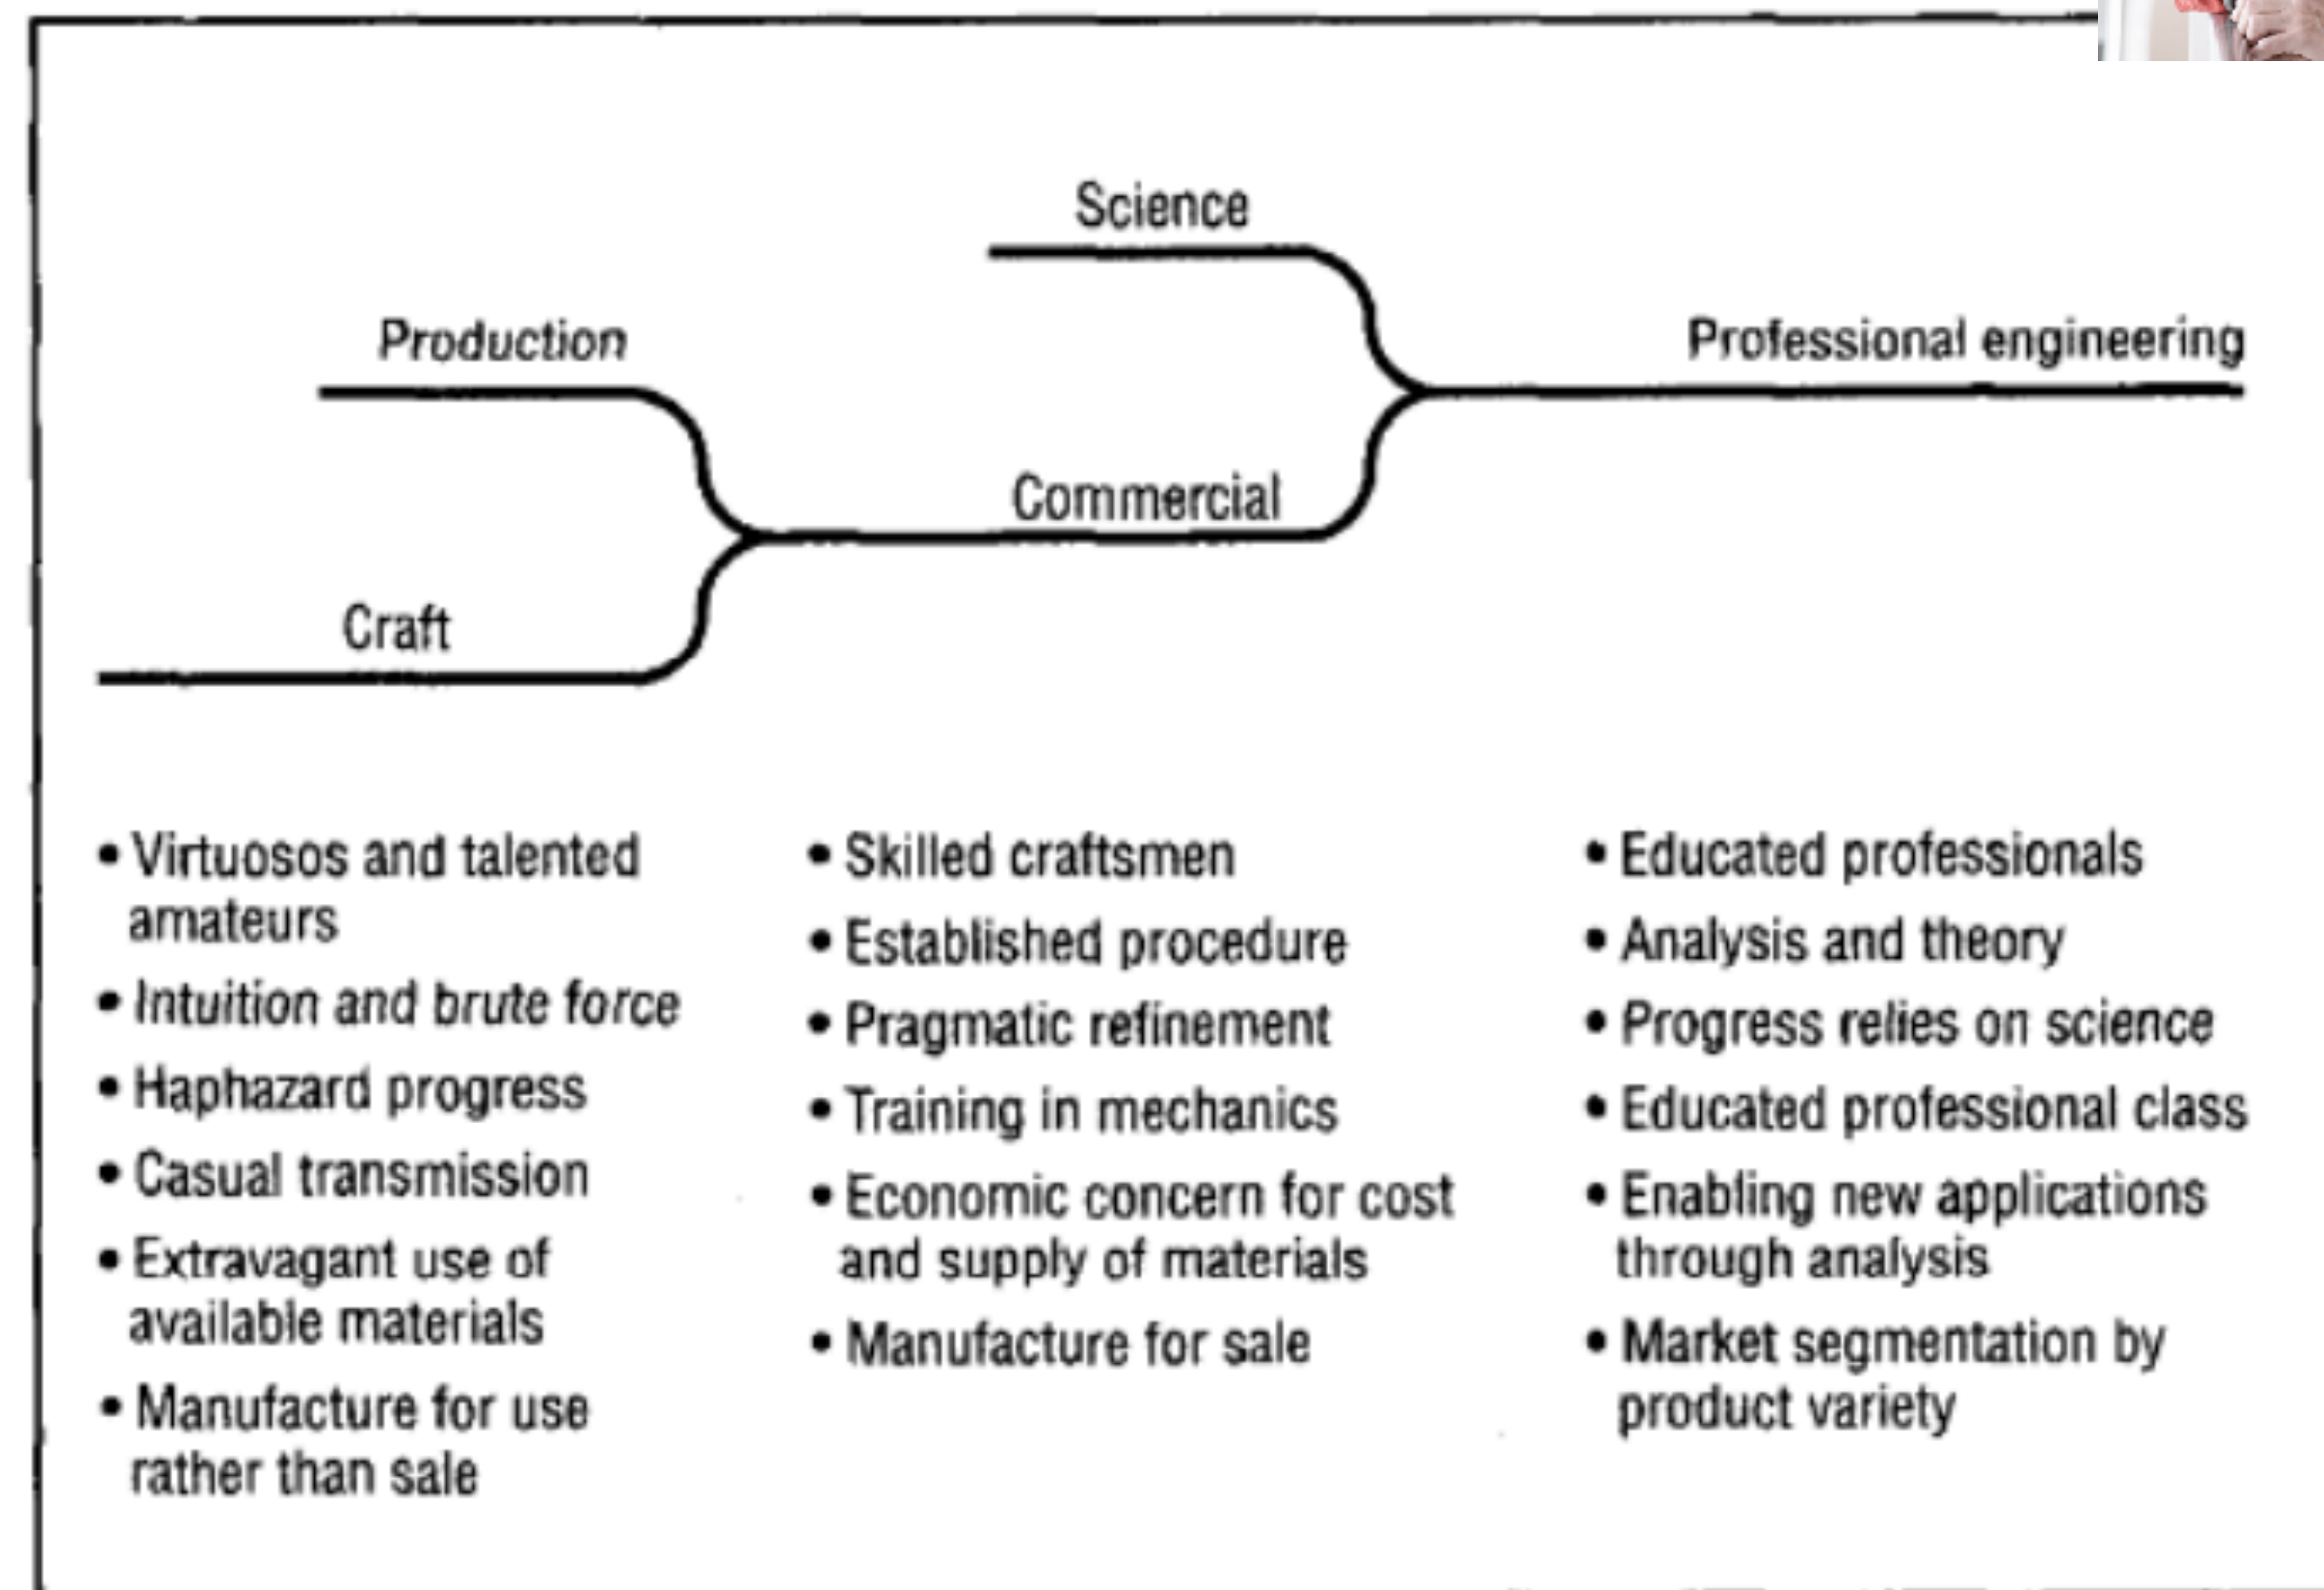 Science
Production
Professional engineering
Commercial
Craft
• Virtuosos and talented
amateurs
• Intuition and brute force
• Haphazard progress
• Casual transmission
• Extravagant use of
available materials
• Manufacture for use
rather than sale
• Skilled craftsmen
• Established procedure
• Pragmatic refinement
• Training in mechanics
• Economic concern for cost
and supply of materials
• Manufacture for sale
• Educated professionals
• Analysis and theory
• Progress relies on science
• Educated professional class
• Enabling new applications
through analysis
• Market segmentation by
product variety